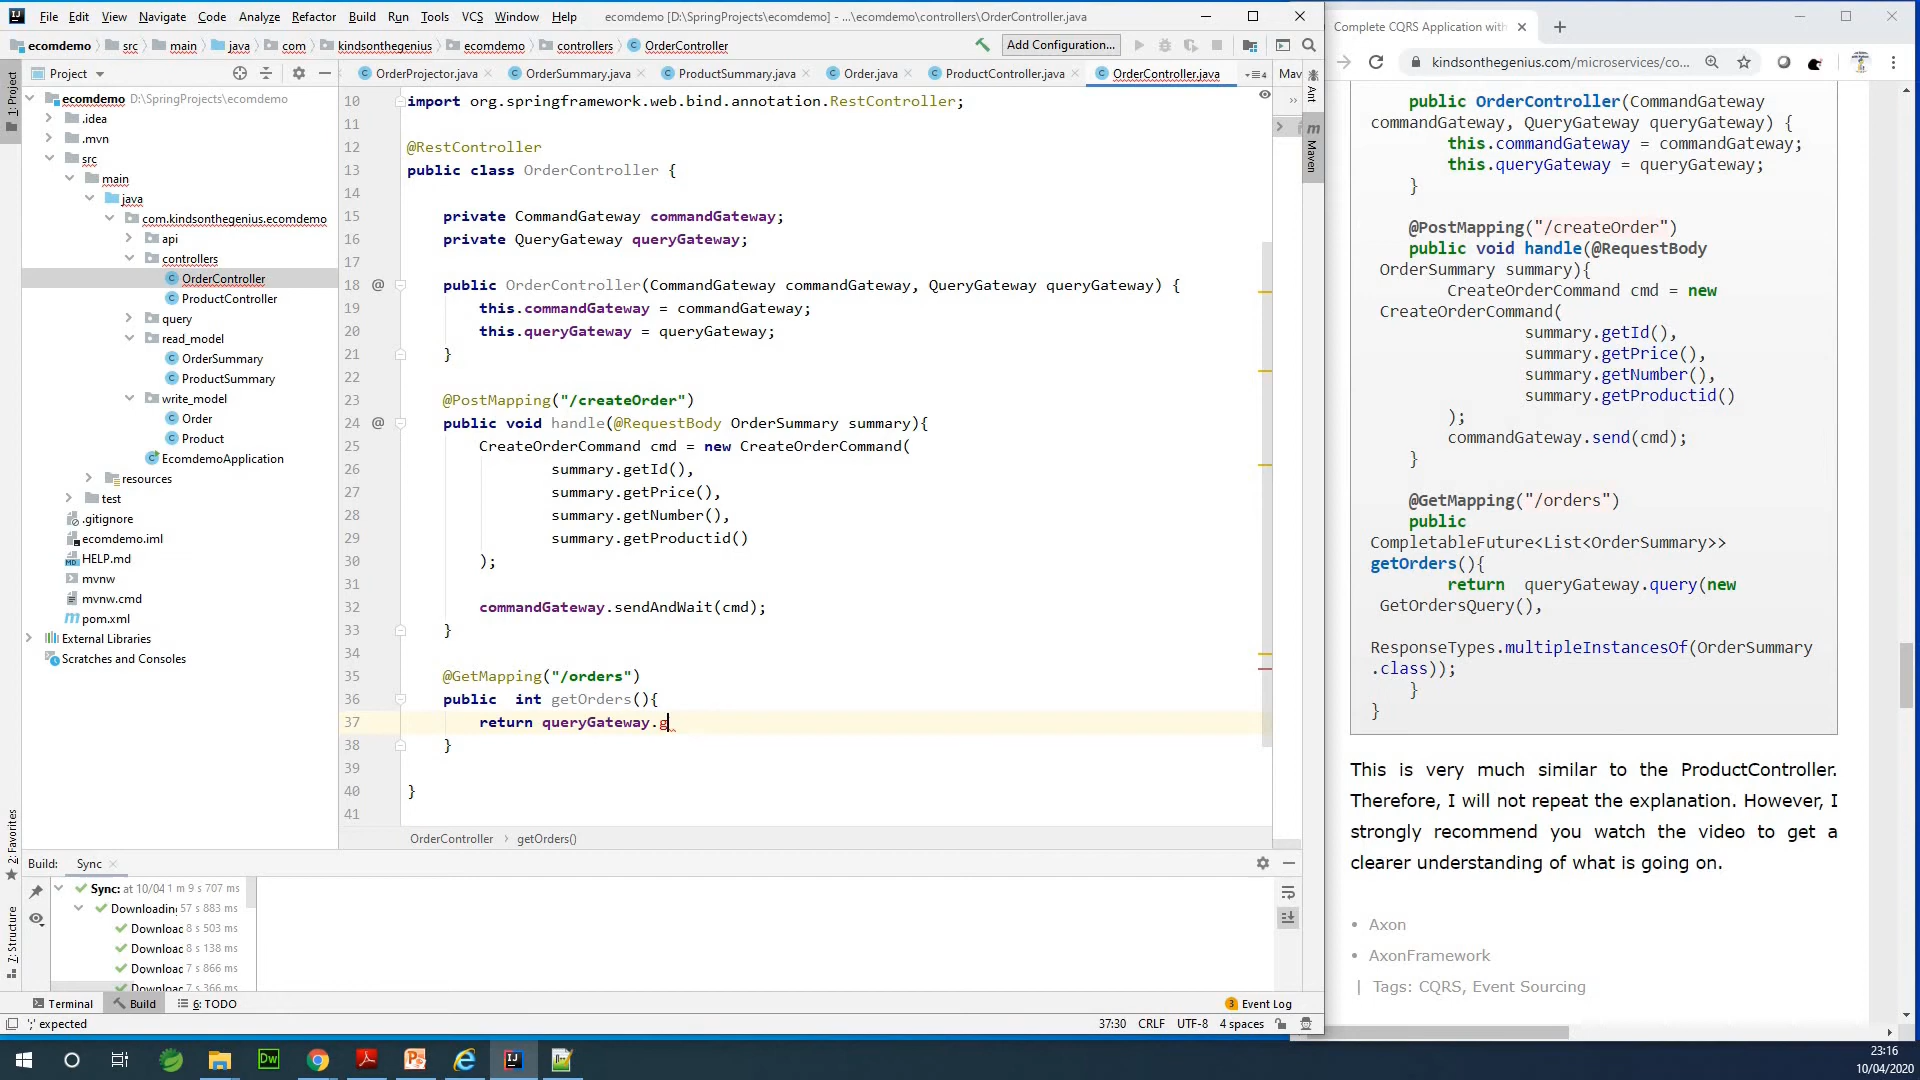 File Edit View Navigate Code Analyze Refactor Build Run Tools VCS Window Help ecomdemo [D:\SpringProjects\ecomdemo] - ...\ecomdemo\controllers\OrderController.java
ecomdemo src main java com kindsonthegenius ecomdemo controllers OrderController Add Configuration...
Project
OrderProjector.java OrderSummary.java ProductSummary.java Order.java ProductController.java OrderController.java Mav
1: Project
ecomdemo D:\SpringProjects\ecomdemo
.idea
.mvn
src
main
java
com.kindsonthegenius.ecomdemo
api
controllers
OrderController
ProductController
query
read_model
OrderSummary
ProductSummary
write_model
Order
Product
EcomdemoApplication
resources
test
.gitignore
ecomdemo.iml
HELP.md
mvnw
mvnw.cmd
pom.xml
External Libraries
Scratches and Consoles
2: Favorites
7: Structure
10 import org.springframework.web.bind.annotation.RestController;
11
12 @RestController
13 public class OrderController {
14
15 private CommandGateway commandGateway;
16 private QueryGateway queryGateway;
17
18 public OrderController(CommandGateway commandGateway, QueryGateway queryGateway) {
19 this.commandGateway = commandGateway;
20 this.queryGateway = queryGateway;
21 }
22
23 @PostMapping("/createOrder")
24 public void handle(@RequestBody OrderSummary summary){
25 CreateOrderCommand cmd = new CreateOrderCommand(
26 summary.getId(),
27 summary.getPrice(),
28 summary.getNumber(),
29 summary.getProductid()
30 );
31
32 commandGateway.sendAndWait(cmd);
33 }
34
35 @GetMapping("/orders")
36 public int getOrders(){
37 return queryGateway.g
38 }
39
40 }
41
OrderController getOrders()
Ant
Maven
Build: Sync
Sync: at 10/04 1 m 9 s 707 ms
Downloading 57 s 883 ms
Downloac 8 s 503 ms
Downloac 8 s 138 ms
Downloac 7 s 866 ms
Downloac 7 s 366 ms
Terminal Build 6: TODO 3 Event Log
';' expected 37:30 CRLF UTF-8 4 spaces
Complete CQRS Application with
kindsonthegenius.com/microservices/co...
public OrderController(CommandGateway
commandGateway, QueryGateway queryGateway) {
this.commandGateway = commandGateway;
this.queryGateway = queryGateway;
}
@PostMapping("/createOrder")
public void handle(@RequestBody
OrderSummary summary){
CreateOrderCommand cmd = new
CreateOrderCommand(
summary.getId(),
summary.getPrice(),
summary.getNumber(),
summary.getProductid()
);
commandGateway.send(cmd);
}
@GetMapping("/orders")
public
CompletableFuture<List<OrderSummary>>
getOrders(){
return queryGateway.query(new
GetOrdersQuery(),
ResponseTypes.multipleInstancesOf(OrderSummary
.class));
}
}
This is very much similar to the ProductController.
Therefore, I will not repeat the explanation. However, I
strongly recommend you watch the video to get a
clearer understanding of what is going on.
Axon
AxonFramework
| Tags: CQRS, Event Sourcing
Dw
23:16
10/04/2020